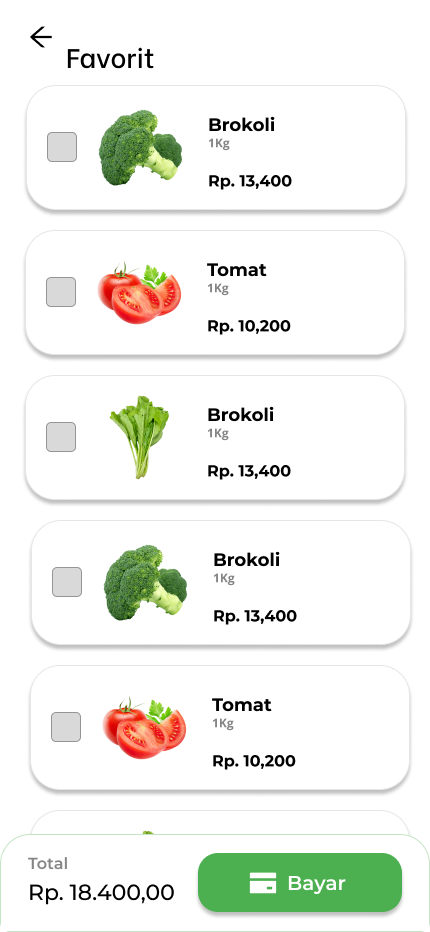 Favorit
Brokoli
1Kg
Rp. 13,400
Tomat
1Kg
Rp. 10,200
Brokoli
1Kg
Rp. 13,400
Brokoli
1Kg
Rp. 13,400
Tomat
1Kg
Rp. 10,200
Total
Rp. 18.400,00
Bayar